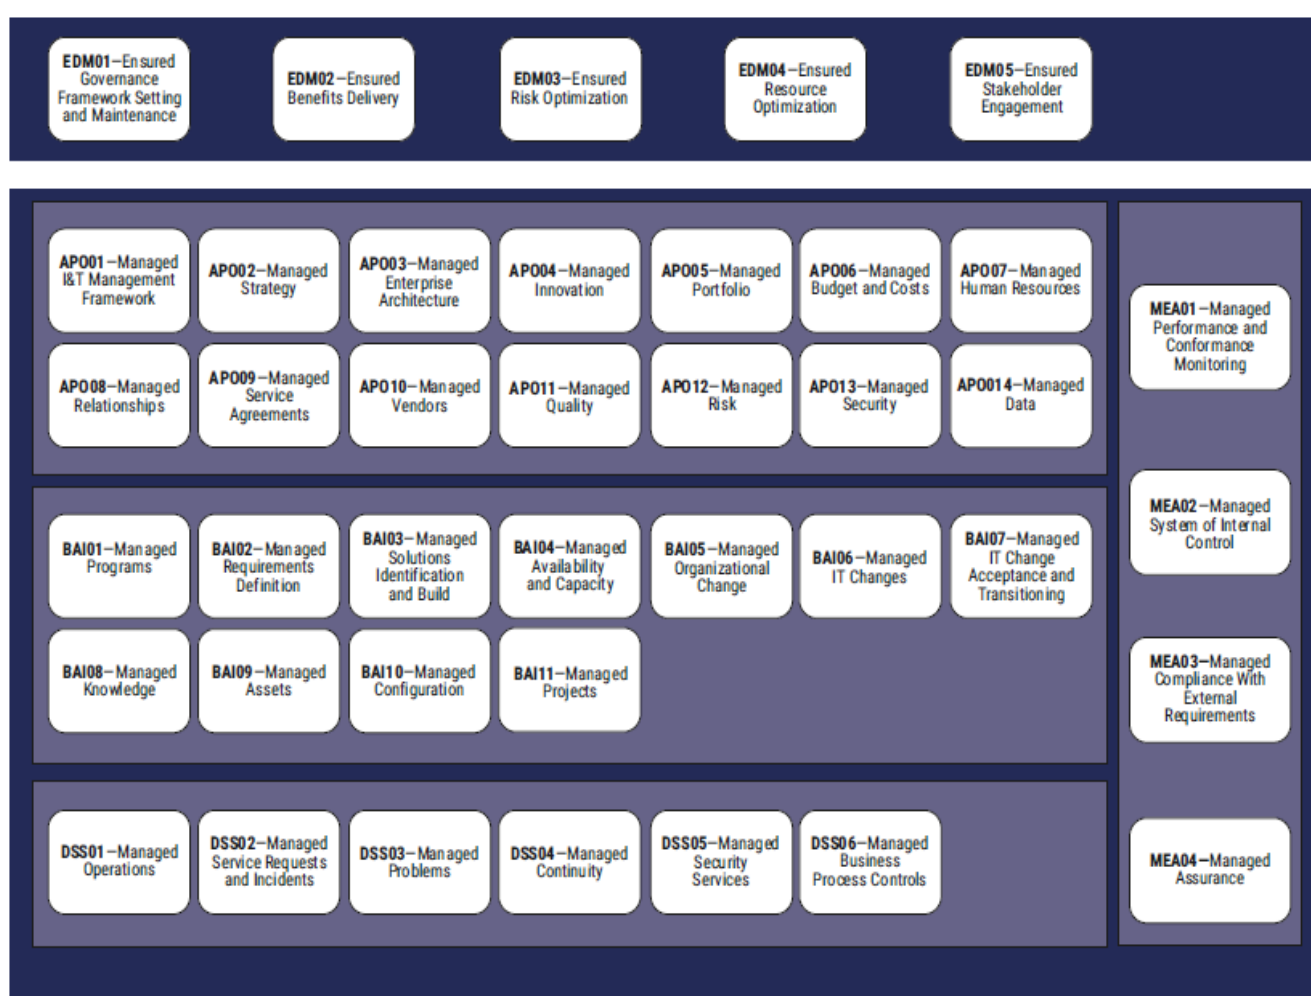 EDM01—Ensured
Governance
Framework Setting
and Maintenance
EDM02—Ensured
Benefits Delivery
EDM03—Ensured
Risk Optimization
EDM04—Ensured
Resource
Optimization
EDM05—Ensured
Stakeholder
Engagement
APO01—Managed
I&T Management
Framework
APO02—Managed
Strategy
APO03—Managed
Enterprise
Architecture
APO04—Managed
Innovation
APO05—Managed
Portfolio
APO06—Managed
Budget and Costs
APO07—Managed
Human Resources
APO08—Managed
Relationships
APO09—Managed
Service
Agreements
APO10—Managed
Vendors
APO11—Managed
Quality
APO12—Managed
Risk
APO13—Managed
Security
APO014—Managed
Data
BAI01—Managed
Programs
BAI02—Managed
Requirements
Definition
BAI03—Managed
Solutions
Identification
and Build
BAI04—Managed
Availability
and Capacity
BAI05—Managed
Organizational
Change
BAI06—Managed
IT Changes
BAI07—Managed
IT Change
Acceptance and
Transitioning
BAI08—Managed
Knowledge
BAI09—Managed
Assets
BAI10—Managed
Configuration
BAI11—Managed
Projects
DSS01—Managed
Operations
DSS02—Managed
Service Requests
and Incidents
DSS03—Managed
Problems
DSS04—Managed
Continuity
DSS05—Managed
Security
Services
DSS06—Managed
Business
Process Controls
MEA01—Managed
Performance and
Conformance
Monitoring
MEA02—Managed
System of Internal
Control
MEA03—Managed
Compliance With
External
Requirements
MEA04—Managed
Assurance